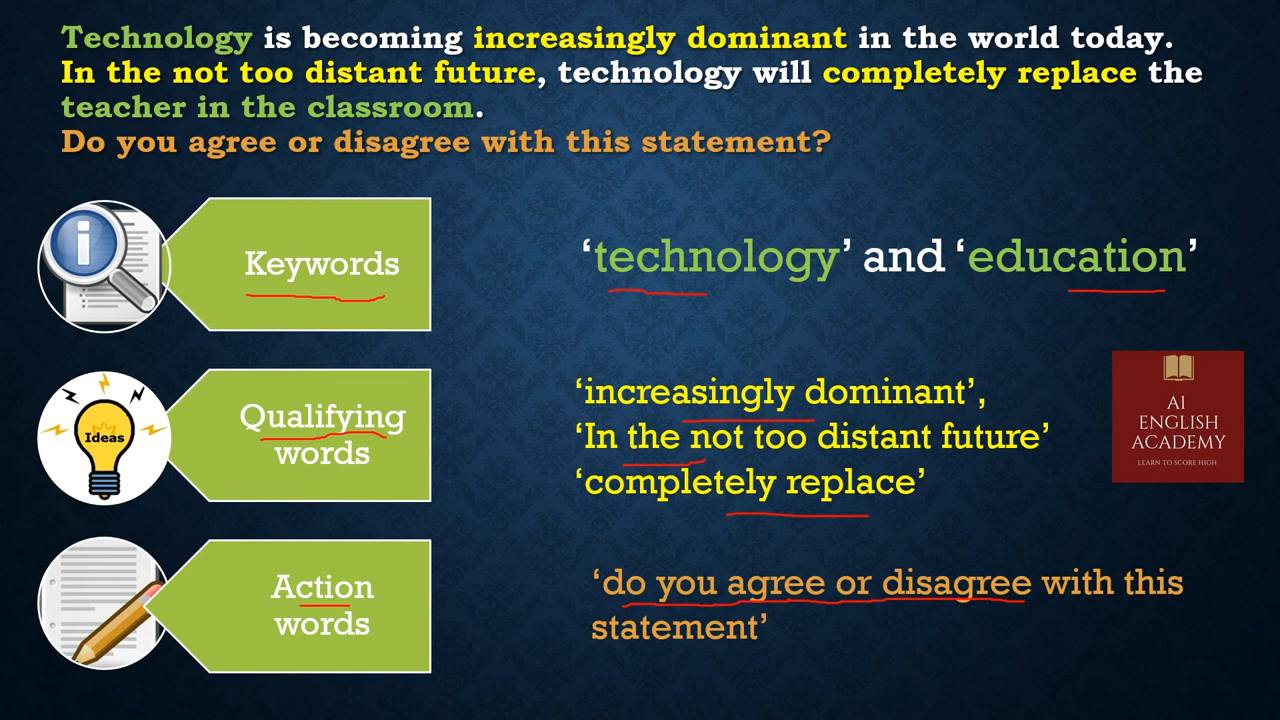 Technology is becoming increasingly dominant in the world today.
In the not too distant future, technology will completely replace the
teacher in the classroom.
Do you agree or disagree with this statement?
i
Keywords
‘technology’ and ‘education’
Ideas
Qualifying
words
‘increasingly dominant’,
‘In the not too distant future’
‘completely replace’
AI
ENGLISH
ACADEMY
LEARN TO SCORE HIGH
Action
words
‘do you agree or disagree with this
statement’